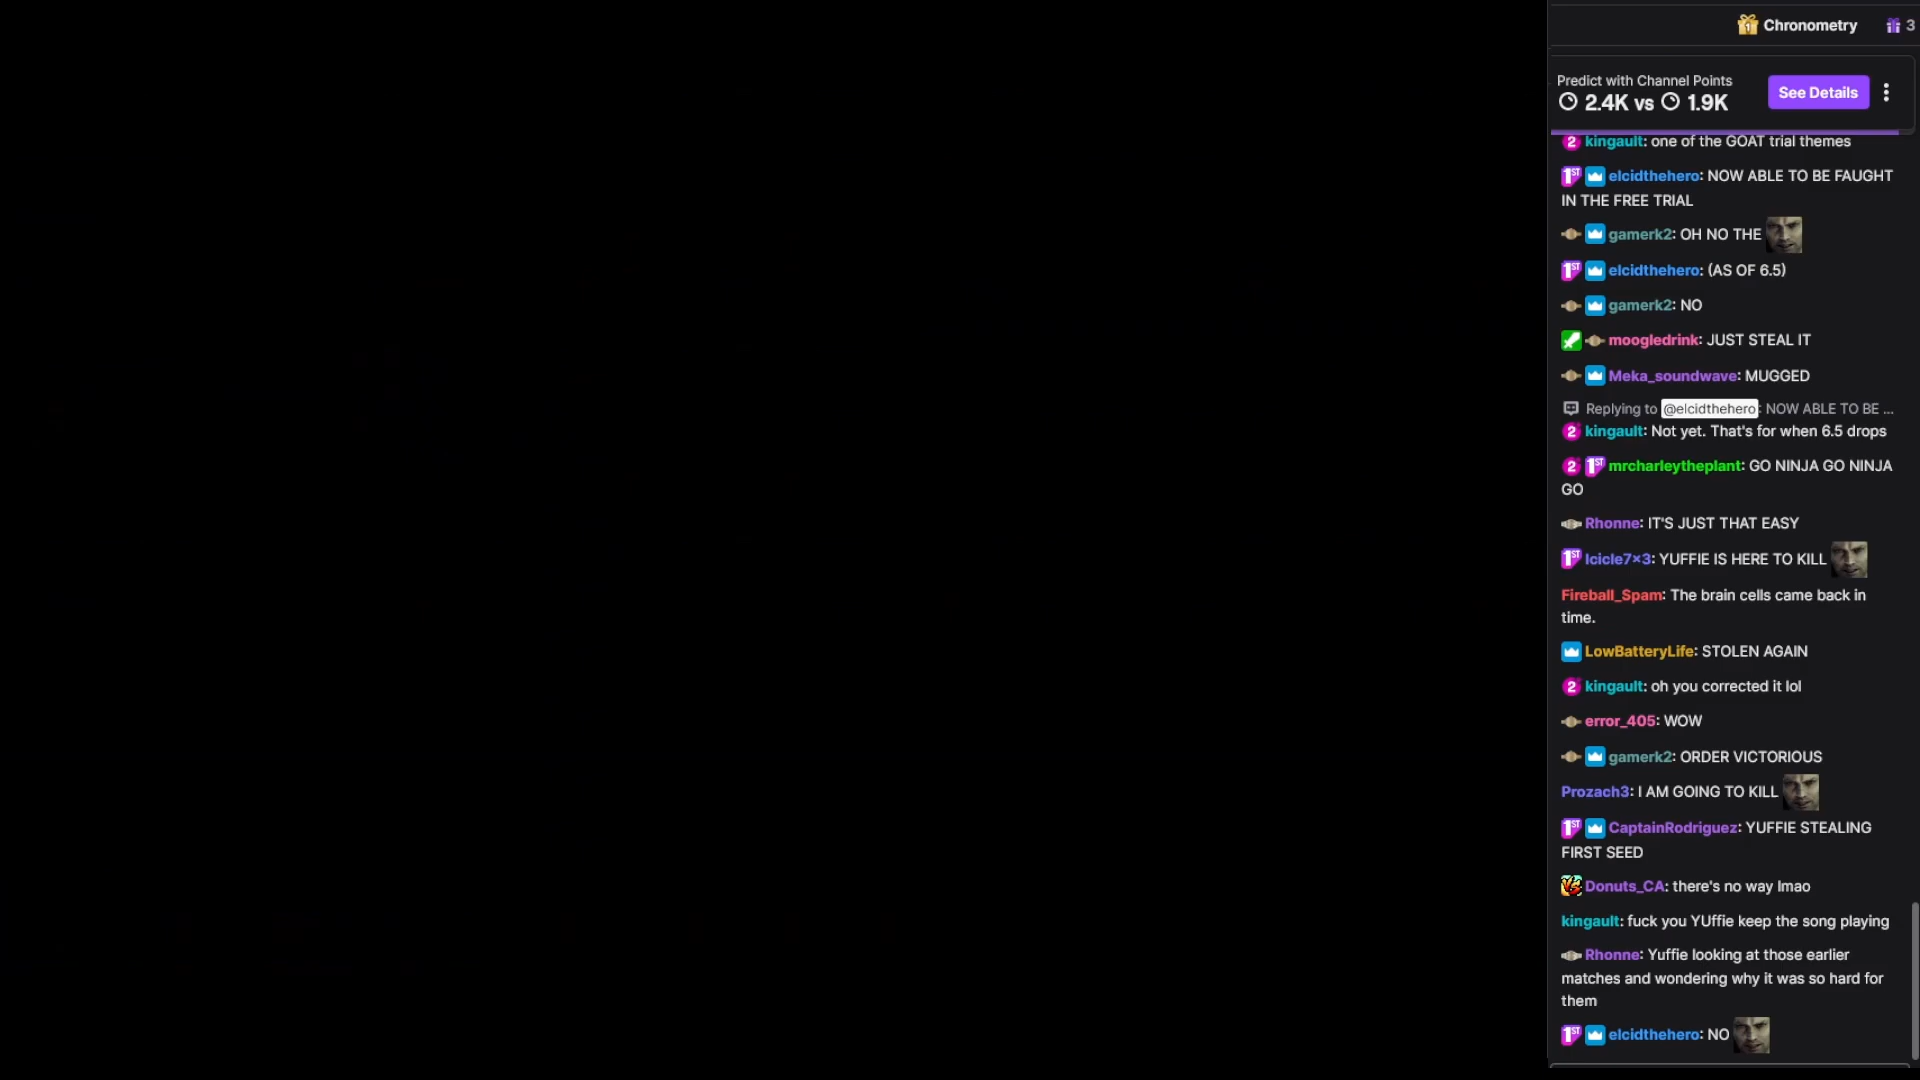 Chronometry 3
Predict with Channel Points
2.4K vs 1.9K
See Details
2 kingault: one of the GOAT trial themes
1ST elcidthehero: NOW ABLE TO BE FAUGHT
IN THE FREE TRIAL
gamerk2: OH NO THE
1ST elcidthehero: (AS OF 6.5)
gamerk2: NO
moogledrink: JUST STEAL IT
Meka_soundwave: MUGGED
Replying to @elcidthehero: NOW ABLE TO BE ...
2 kingault: Not yet. That's for when 6.5 drops
2 1ST mrcharleytheplant: GO NINJA GO NINJA
GO
Rhonne: IT'S JUST THAT EASY
1ST Icicle7x3: YUFFIE IS HERE TO KILL
Fireball_Spam: The brain cells came back in
time.
LowBatteryLife: STOLEN AGAIN
2 kingault: oh you corrected it lol
error_405: WOW
gamerk2: ORDER VICTORIOUS
Prozach3: I AM GOING TO KILL
1ST CaptainRodriguez: YUFFIE STEALING
FIRST SEED
Donuts_CA: there's no way lmao
kingault: fuck you YUffie keep the song playing
Rhonne: Yuffie looking at those earlier
matches and wondering why it was so hard for
them
1ST elcidthehero: NO